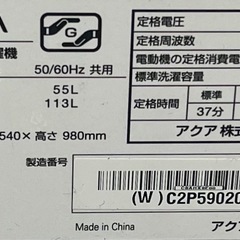 A
濯機
G
50/60Hz 共用
55L
113L
540×高さ 980mm
製造番号
定格電圧
定格周波数
電動機の定格消費電
標準洗濯容量
定格時間
標
37分
アクア 株式
(W) C2P59020
Made in China
アク